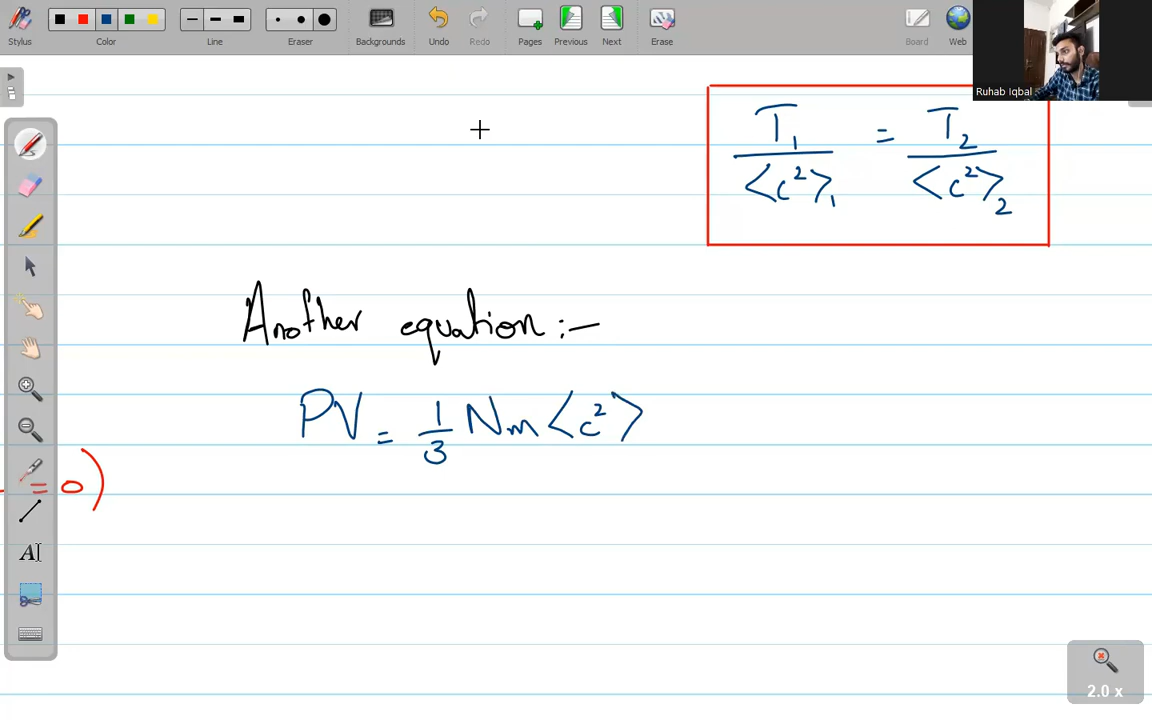 Stylus Color Line Eraser Backgrounds Undo Redo Pages Previous Next Erase Board Web
Ruhab Iqbal
T₁/<c²>₁ = T₂/<c²>₂
Another equation :-
PV = 1/3 Nm <c²>
= 0)
A
2.0 x